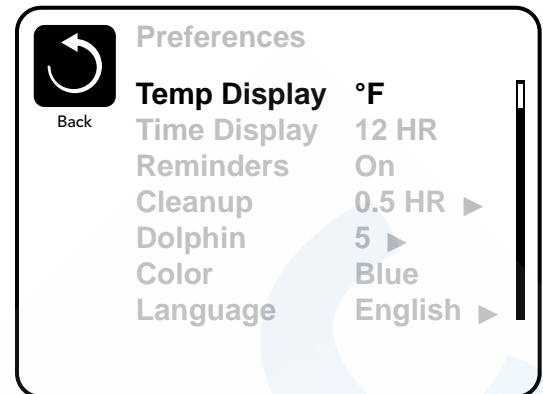 Preferences
Back
Temp Display °F
Time Display 12 HR
Reminders On
Cleanup 0.5 HR ▶
Dolphin 5 ▶
Color Blue
Language English ▶